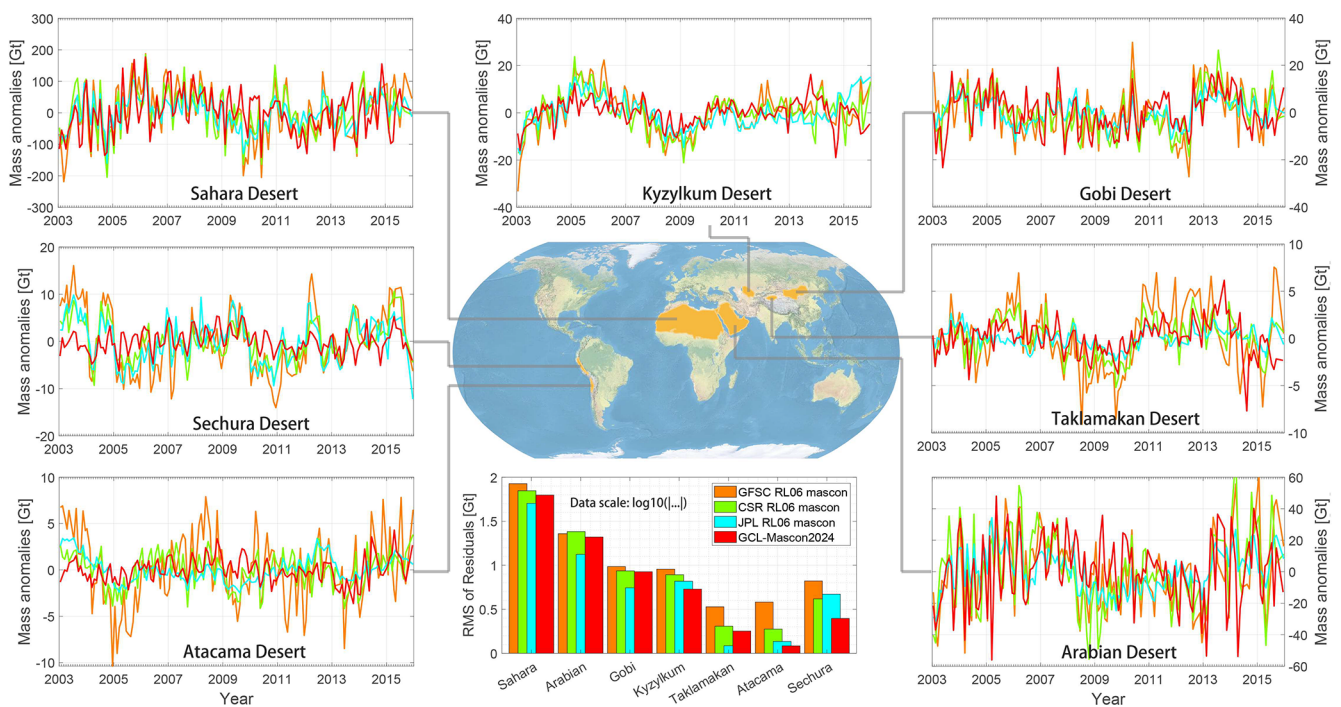 Mass anomalies [Gt]
300
200
100
0
-100
-200
-300
Sahara Desert
2003 2005 2007 2009 2011 2013 2015
Mass anomalies [Gt]
40
20
0
-20
-40
Kyzylkum Desert
2003 2005 2007 2009 2011 2013 2015
40
20
0
-20
-40
Mass anomalies [Gt]
Gobi Desert
2003 2005 2007 2009 2011 2013 2015
Mass anomalies [Gt]
20
10
0
-10
-20
Sechura Desert
2003 2005 2007 2009 2011 2013 2015
10
5
0
-5
-10
Mass anomalies [Gt]
Taklamakan Desert
2003 2005 2007 2009 2011 2013 2015
Mass anomalies [Gt]
10
5
0
-5
-10
Atacama Desert
2003 2005 2007 2009 2011 2013 2015
Year
RMS of Residuals [Gt]
2
1.5
1
0.5
0
Data scale: log10(|...|)
GFSC RL06 mascon
CSR RL06 mascon
JPL RL06 mascon
GCL-Mascon2024
Sahara
Arabian
Gobi
Kyzylkum
Taklamakan
Atacama
Sechura
60
40
20
0
-20
-40
-60
Mass anomalies [Gt]
Arabian Desert
2003 2005 2007 2009 2011 2013 2015
Year